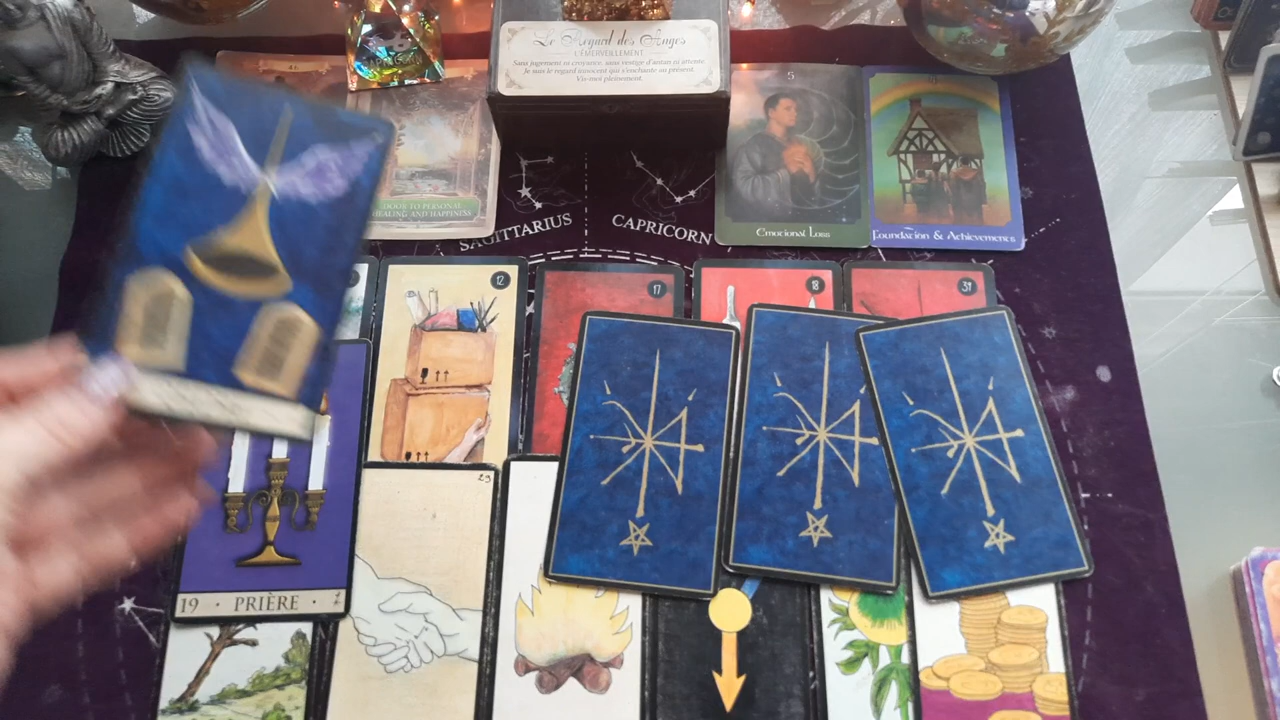 Le Regard des Anges
L'ÉMERVEILLEMENT
Sans jugement ni croyance, sans vestige d'antan ni attente,
Je suis le regard innocent qui s'enchante au présent.
Vis-moi pleinement.
5
DOOR TO PERSONAL
HEALING AND HAPPINESS
Emotional Loss
Foundation & Achievements
SAGITTARIUS
CAPRICORN
12
17
18
31
29
19 · PRIÈRE ·